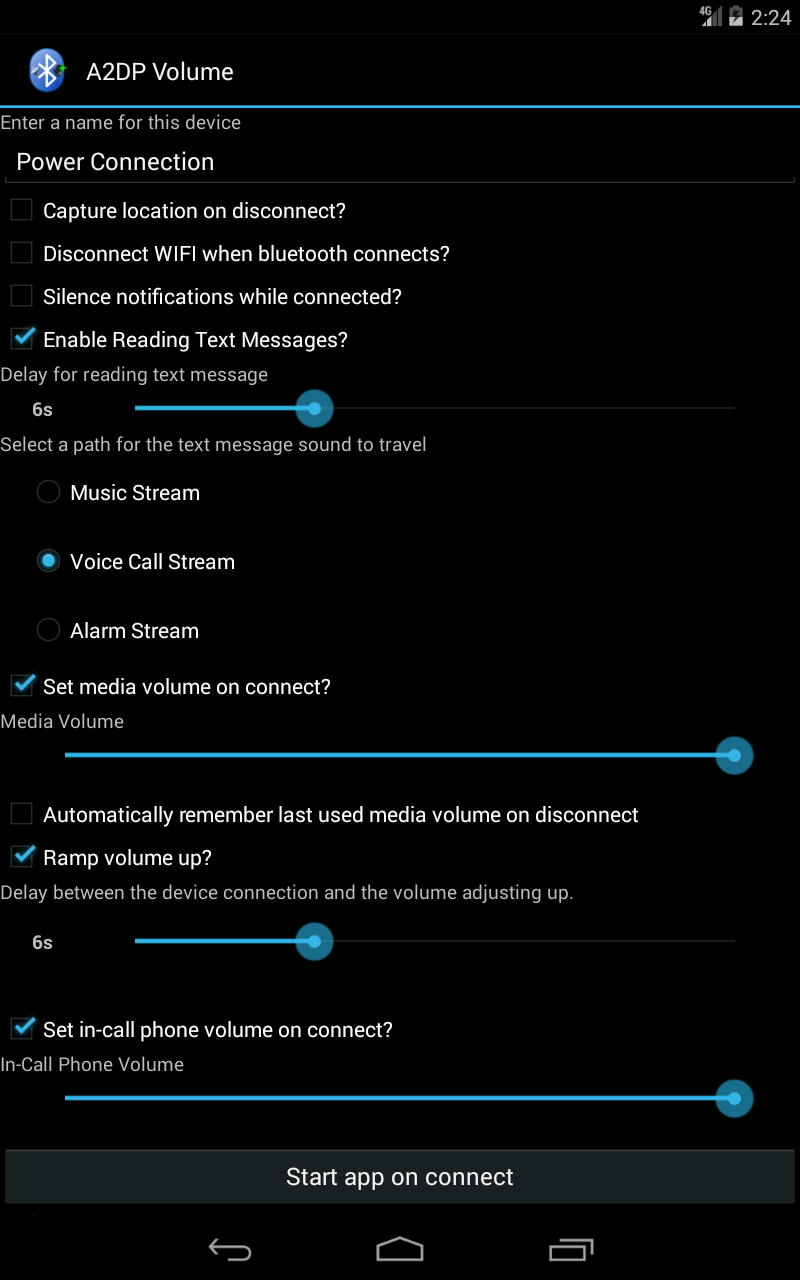 4G 2:24
A2DP Volume
Enter a name for this device
Power Connection
Capture location on disconnect?
Disconnect WIFI when bluetooth connects?
Silence notifications while connected?
Enable Reading Text Messages?
Delay for reading text message
6s
Select a path for the text message sound to travel
Music Stream
Voice Call Stream
Alarm Stream
Set media volume on connect?
Media Volume
Automatically remember last used media volume on disconnect
Ramp volume up?
Delay between the device connection and the volume adjusting up.
6s
Set in-call phone volume on connect?
In-Call Phone Volume
Start app on connect